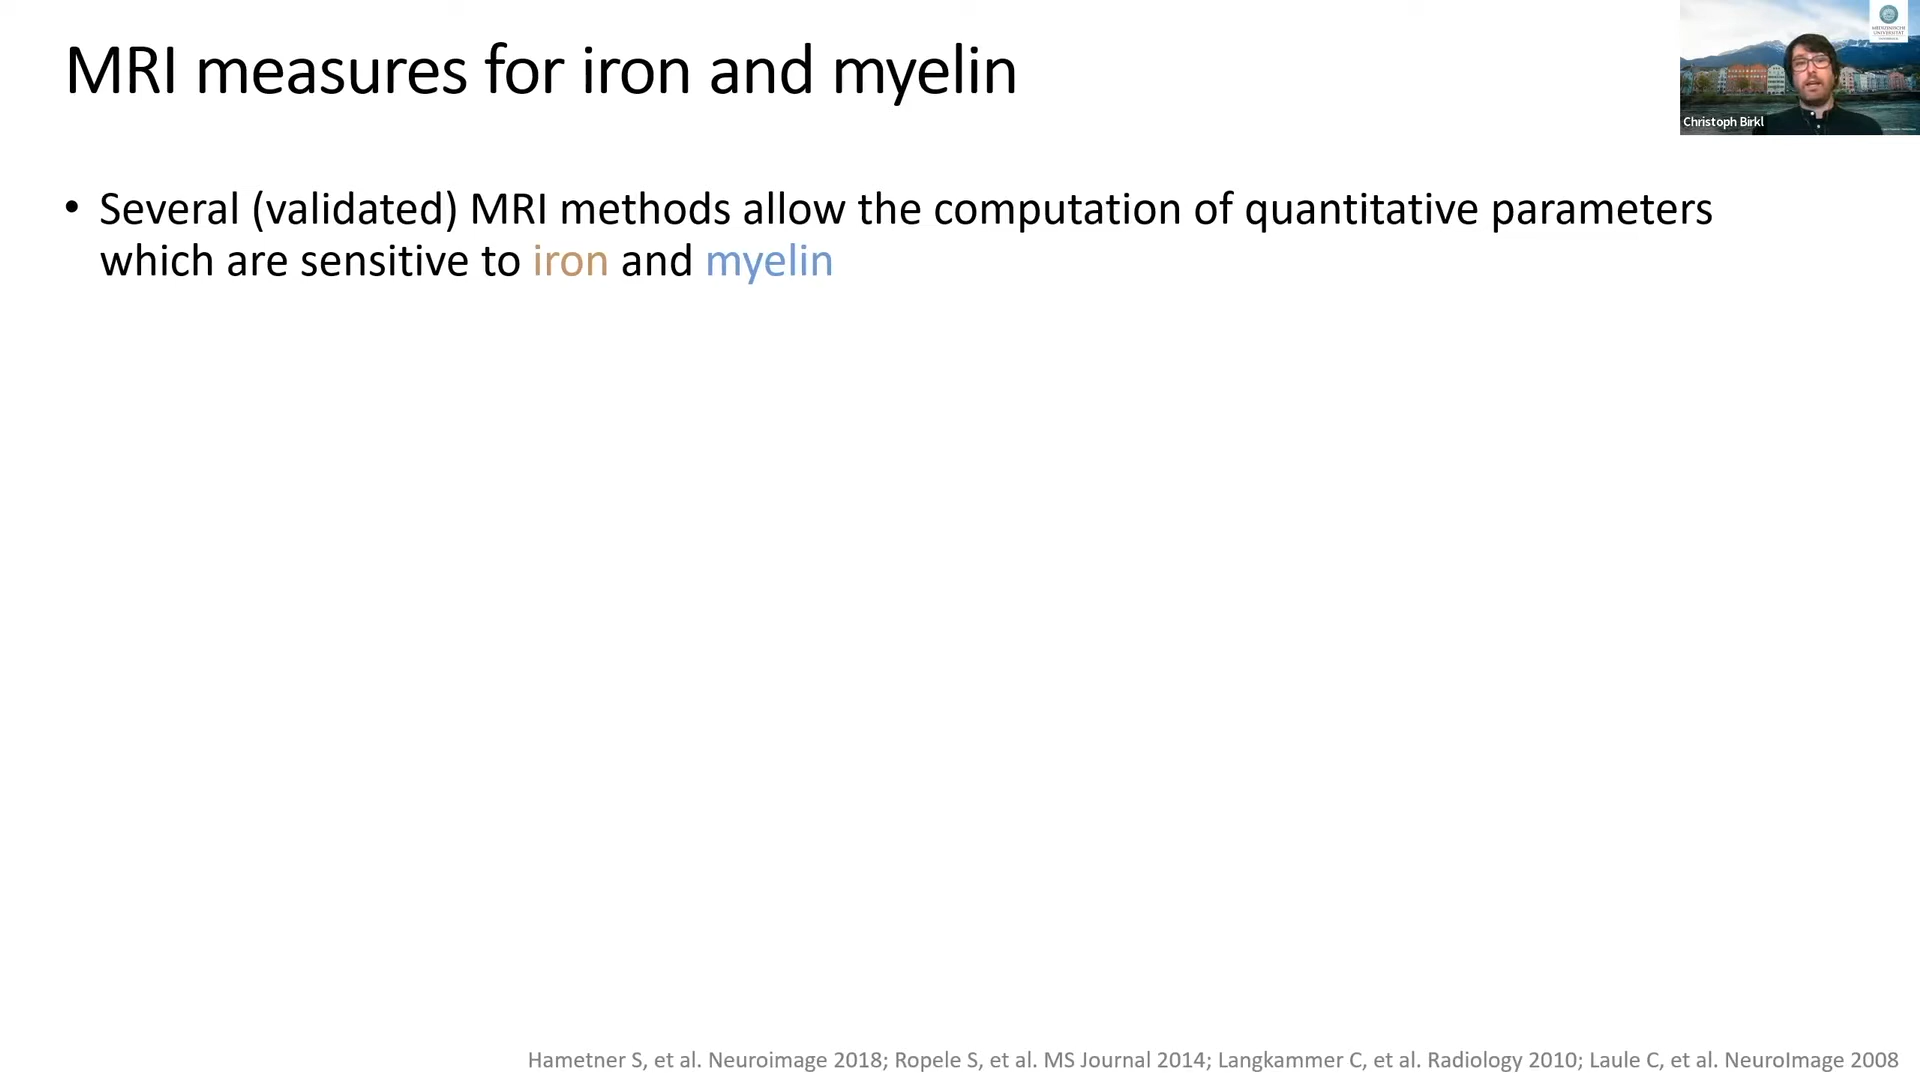 MRI measures for iron and myelin
MEDIZINISCHE
UNIVERSITÄT
Christoph Birkl
• Several (validated) MRI methods allow the computation of quantitative parameters
which are sensitive to iron and myelin
Hametner S, et al. Neuroimage 2018; Ropele S, et al. MS Journal 2014; Langkammer C, et al. Radiology 2010; Laule C, et al. NeuroImage 2008